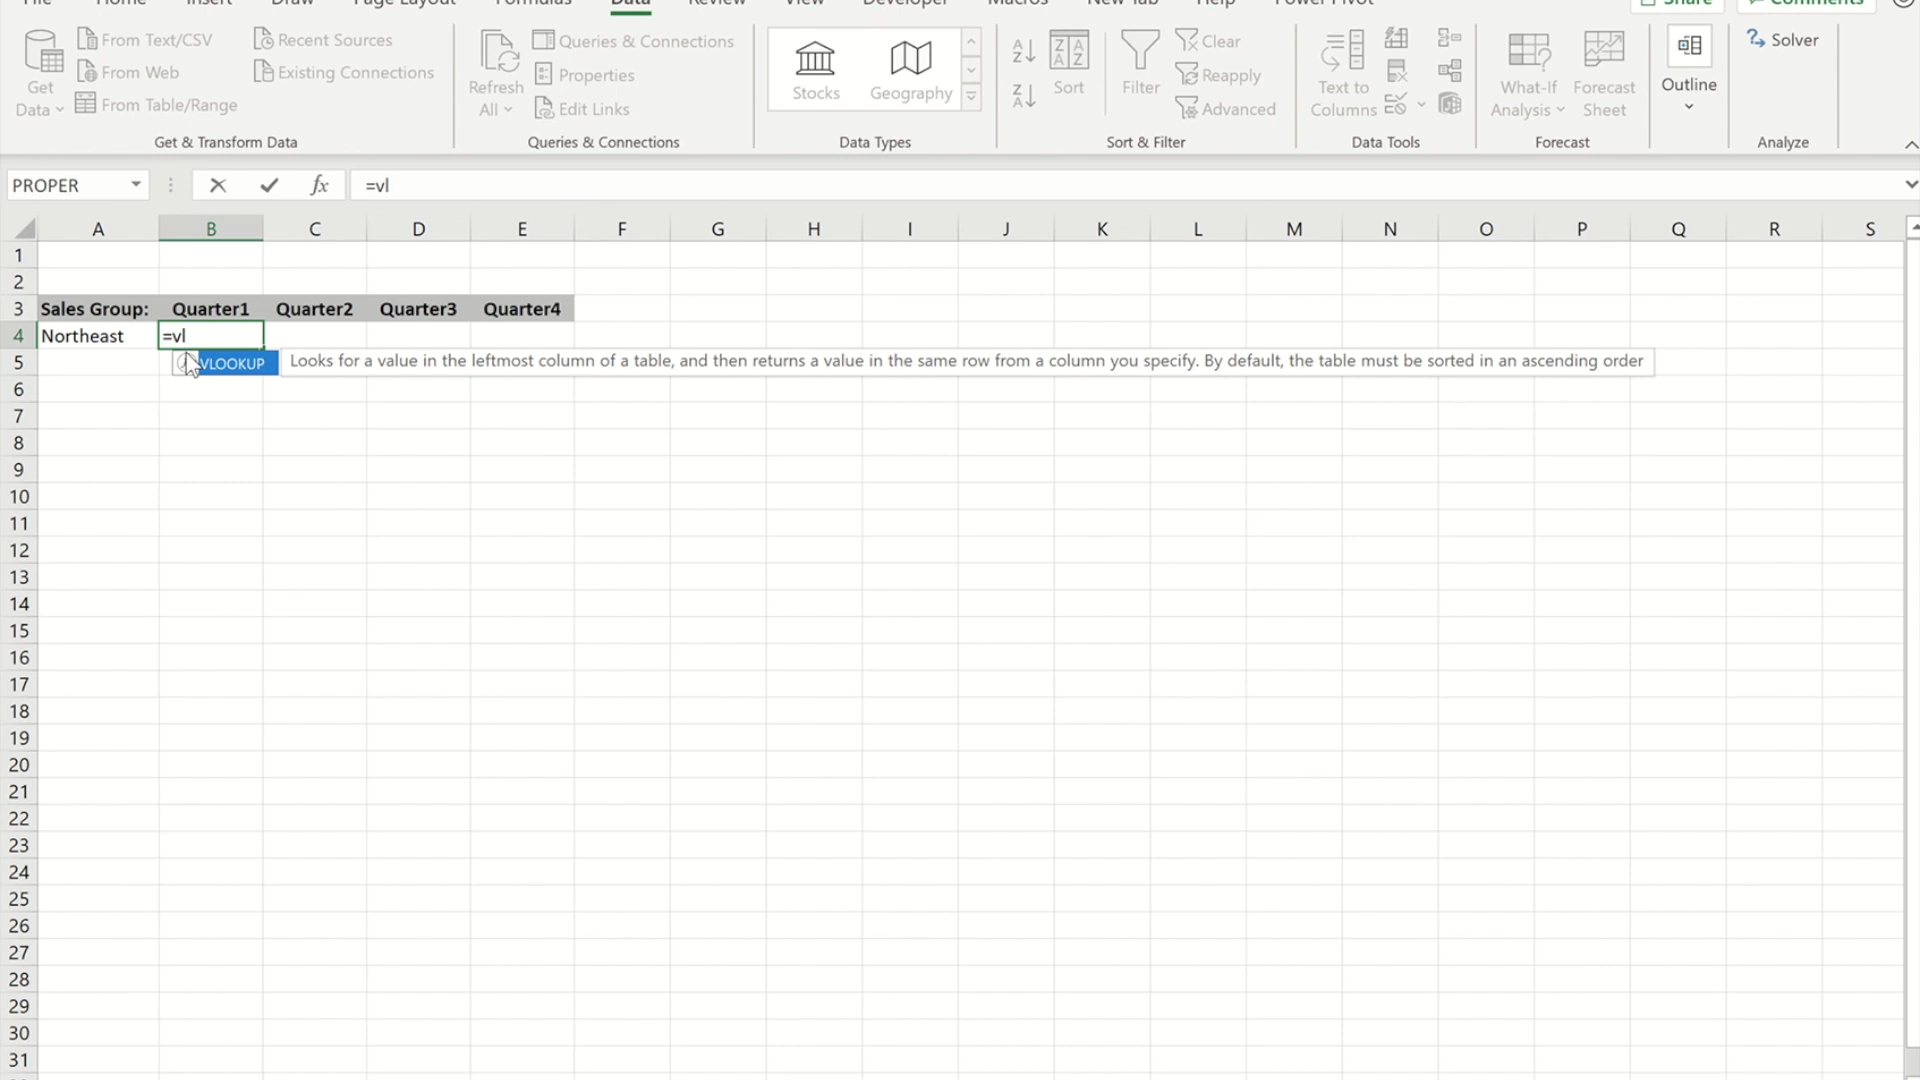 File Home Insert Draw Page Layout Formulas Data Review View Developer Macros New Tab Help Power Pivot Share Comments
Get Data
From Text/CSV
From Web
From Table/Range
Recent Sources
Existing Connections
Get & Transform Data
Refresh All
Queries & Connections
Properties
Edit Links
Queries & Connections
Stocks
Geography
Data Types
Sort
Filter
Clear
Reapply
Advanced
Sort & Filter
Text to Columns
Data Tools
What-If Analysis
Forecast Sheet
Forecast
Outline
Solver
Analyze
PROPER fx =vl
A B C D E F G H I J K L M N O P Q R S
1
2
3 Sales Group: Quarter1 Quarter2 Quarter3 Quarter4
4 Northeast =vl
5 VLOOKUP Looks for a value in the leftmost column of a table, and then returns a value in the same row from a column you specify. By default, the table must be sorted in an ascending order
6
7
8
9
10
11
12
13
14
15
16
17
18
19
20
21
22
23
24
25
26
27
28
29
30
31